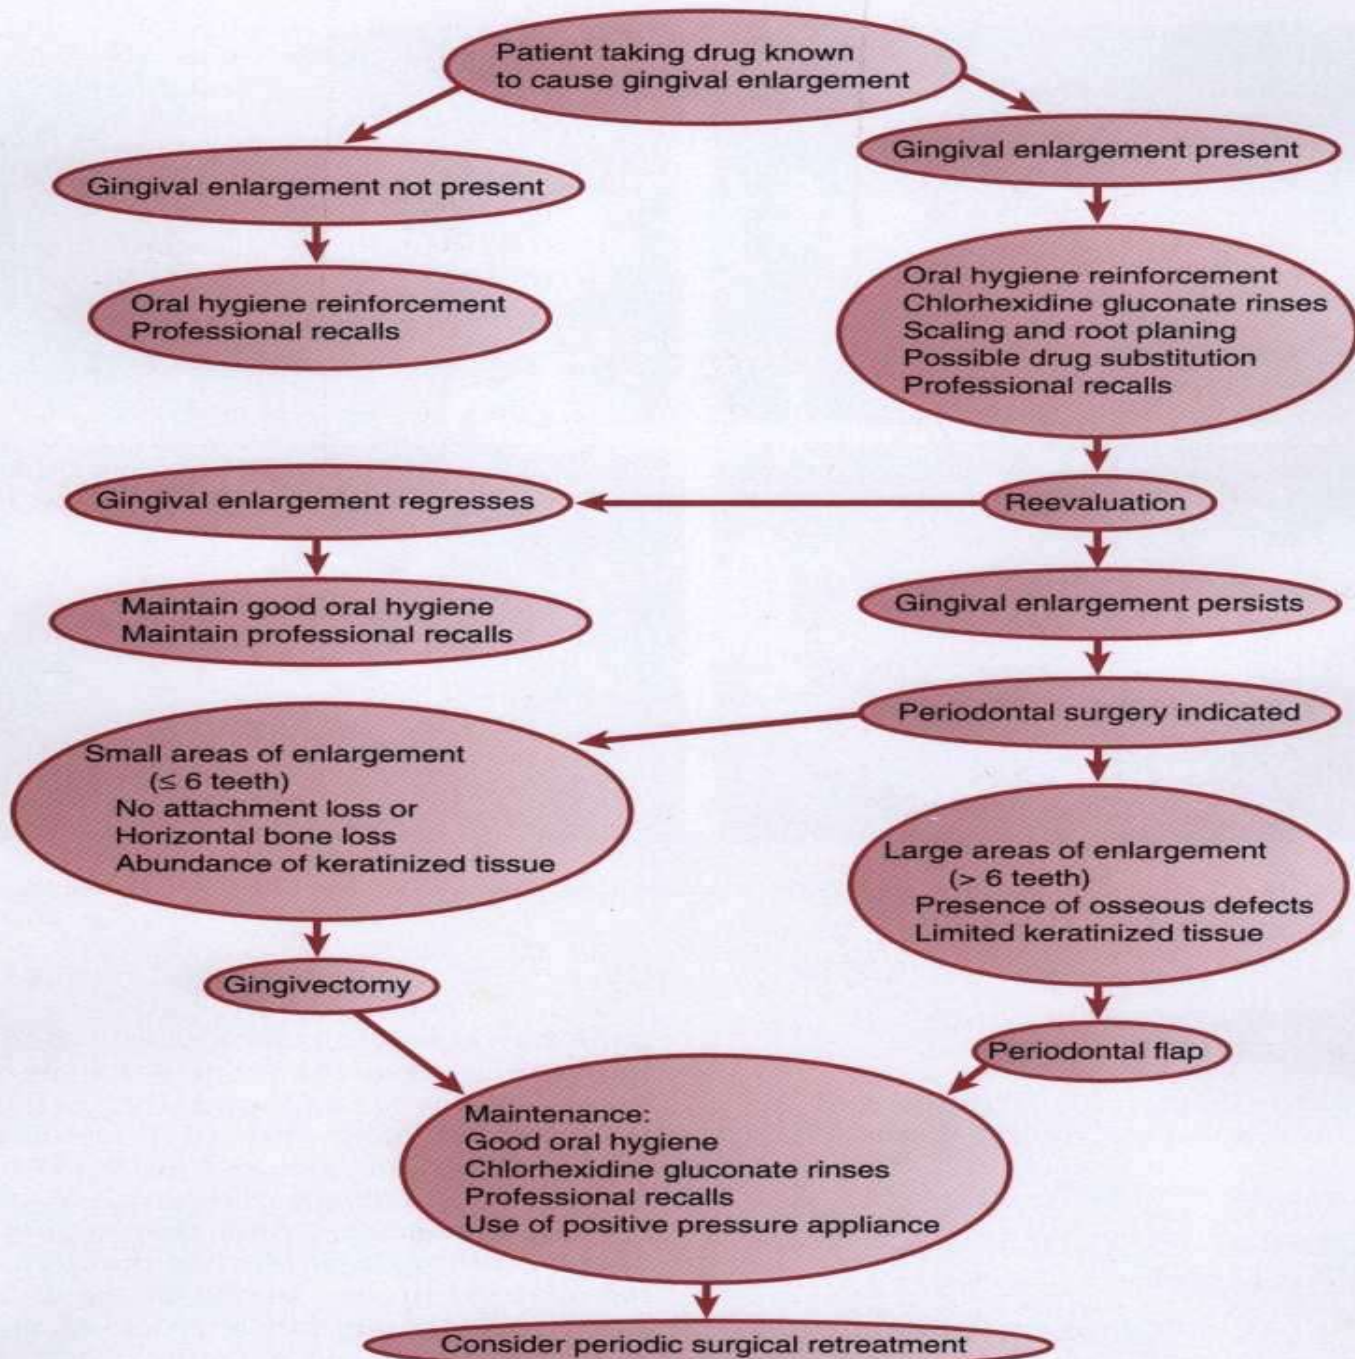 Patient taking drug known
to cause gingival enlargement
Gingival enlargement not present
Gingival enlargement present
Oral hygiene reinforcement
Professional recalls
Oral hygiene reinforcement
Chlorhexidine gluconate rinses
Scaling and root planing
Possible drug substitution
Professional recalls
Gingival enlargement regresses
Reevaluation
Maintain good oral hygiene
Maintain professional recalls
Gingival enlargement persists
Periodontal surgery indicated
Small areas of enlargement
(≤ 6 teeth)
No attachment loss or
Horizontal bone loss
Abundance of keratinized tissue
Large areas of enlargement
(> 6 teeth)
Presence of osseous defects
Limited keratinized tissue
Gingivectomy
Periodontal flap
Maintenance:
Good oral hygiene
Chlorhexidine gluconate rinses
Professional recalls
Use of positive pressure appliance
Consider periodic surgical retreatment